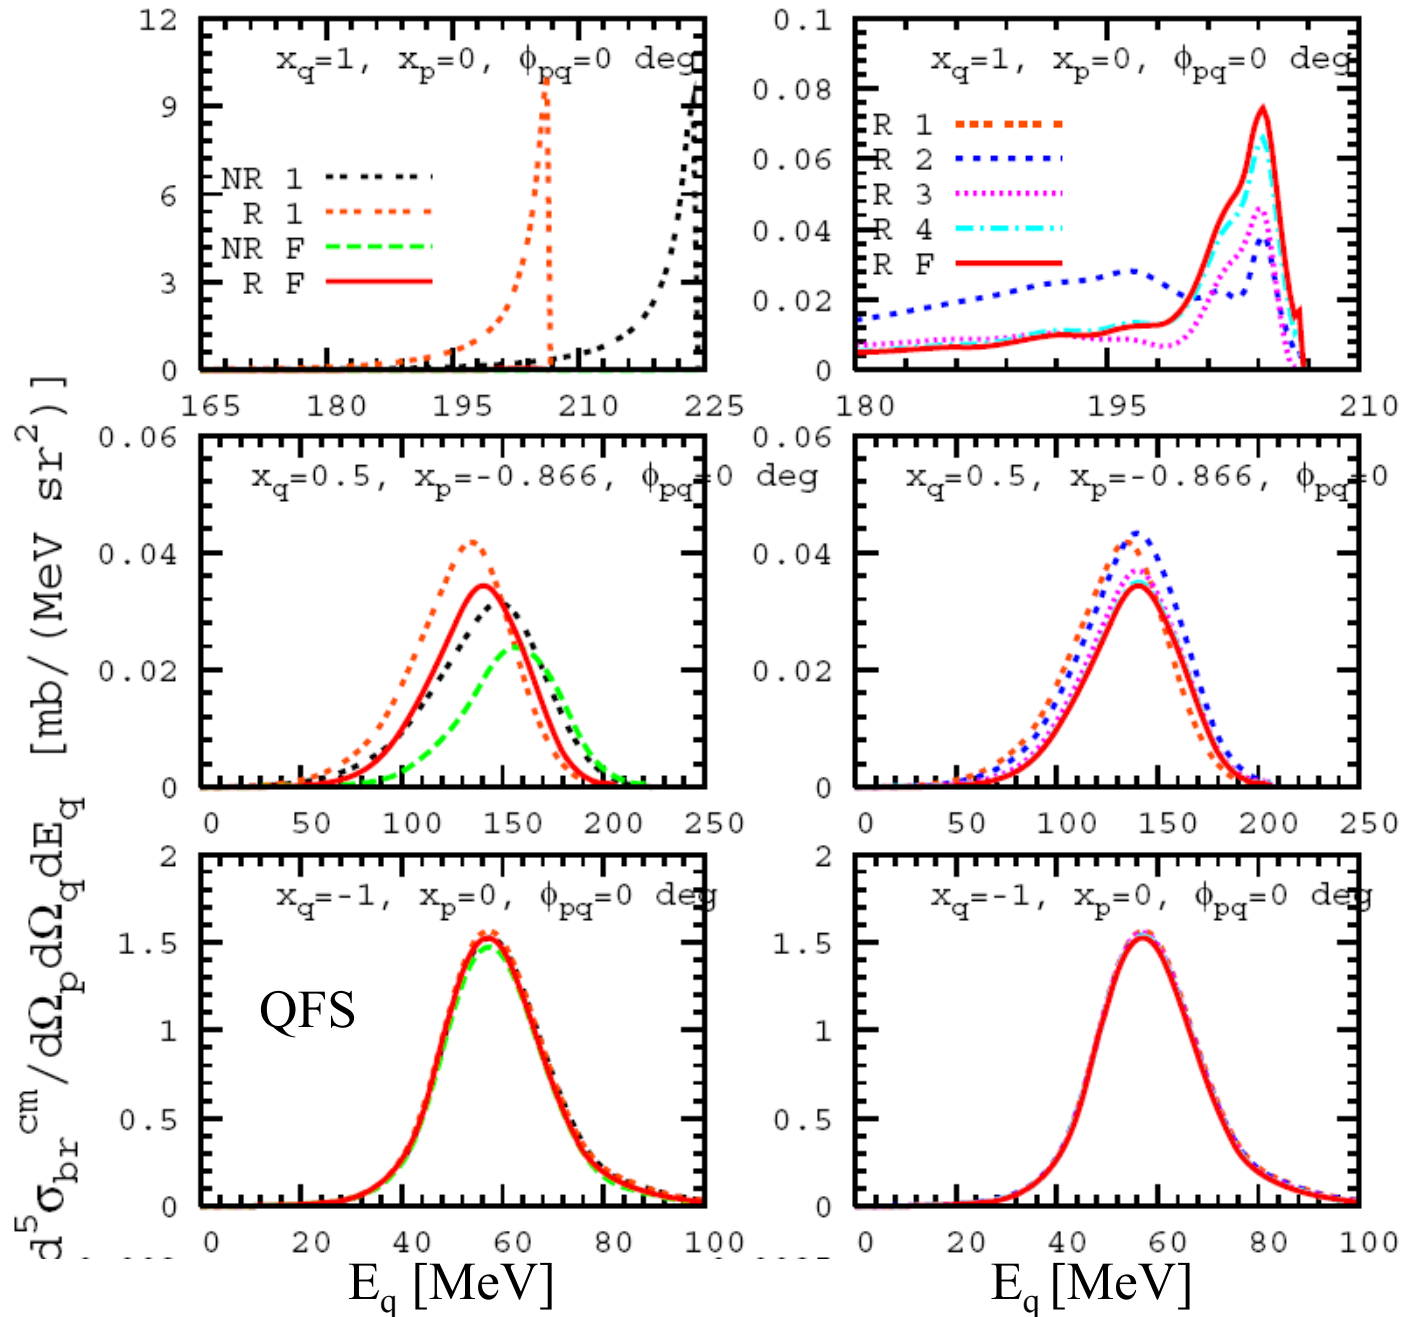 12
9
6
3
0
x_q=1, x_p=0, ϕ_pq=0 deg
NR 1
R 1
NR F
R F
165 180 195 210 225
0.1
0.08
0.06
0.04
0.02
0
x_q=1, x_p=0, ϕ_pq=0 deg
R 1
R 2
R 3
R 4
R F
180 195 210
0.06
0.04
0.02
0
x_q=0.5, x_p=-0.866, ϕ_pq=0 deg
0 50 100 150 200 250
0.06
0.04
0.02
0
x_q=0.5, x_p=-0.866, ϕ_pq=0
0 50 100 150 200 250
2
1.5
1
0.5
0
x_q=-1, x_p=0, ϕ_pq=0 deg
QFS
0 20 40 60 80 100
E_q [MeV]
2
1.5
1
0.5
0
x_q=-1, x_p=0, ϕ_pq=0 deg
0 20 40 60 80 100
E_q [MeV]
d⁵σ_br^cm/dΩ_p dΩ_q dE_q [mb/(MeV sr²)]